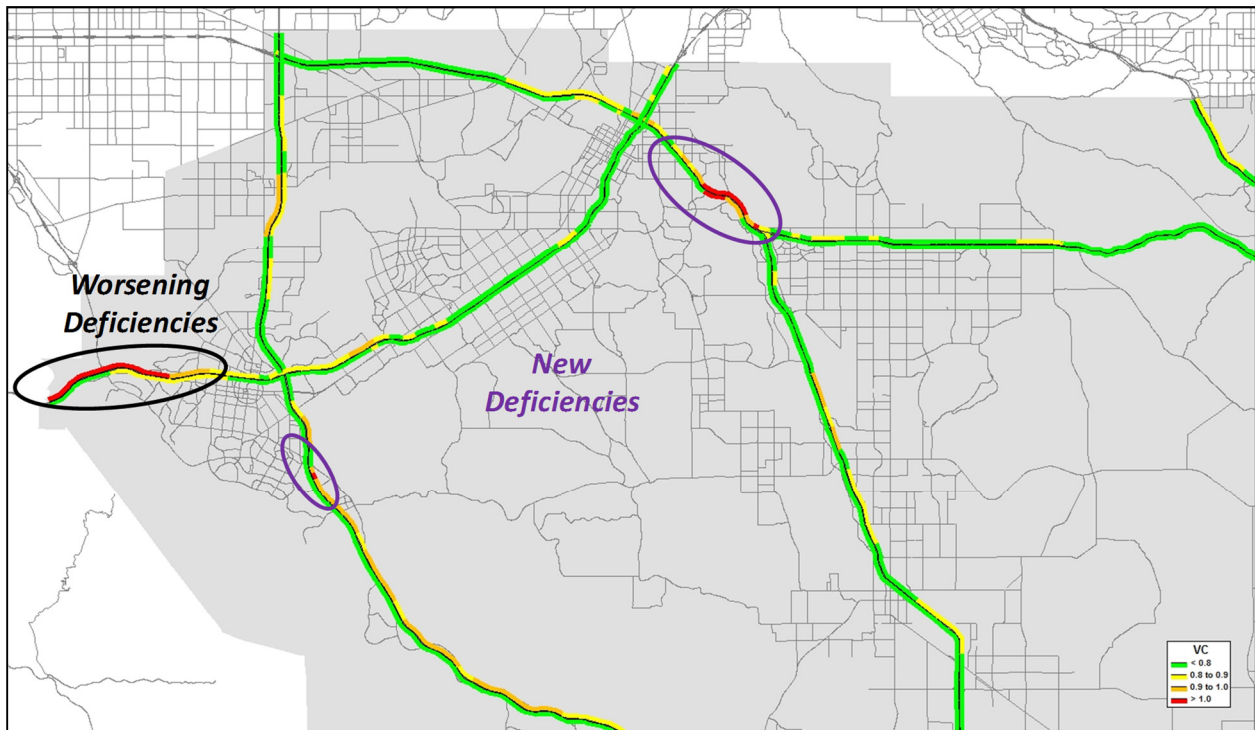 Worsening
Deficiencies
New
Deficiencies
VC
< 0.8
0.8 to 0.9
0.9 to 1.0
> 1.0